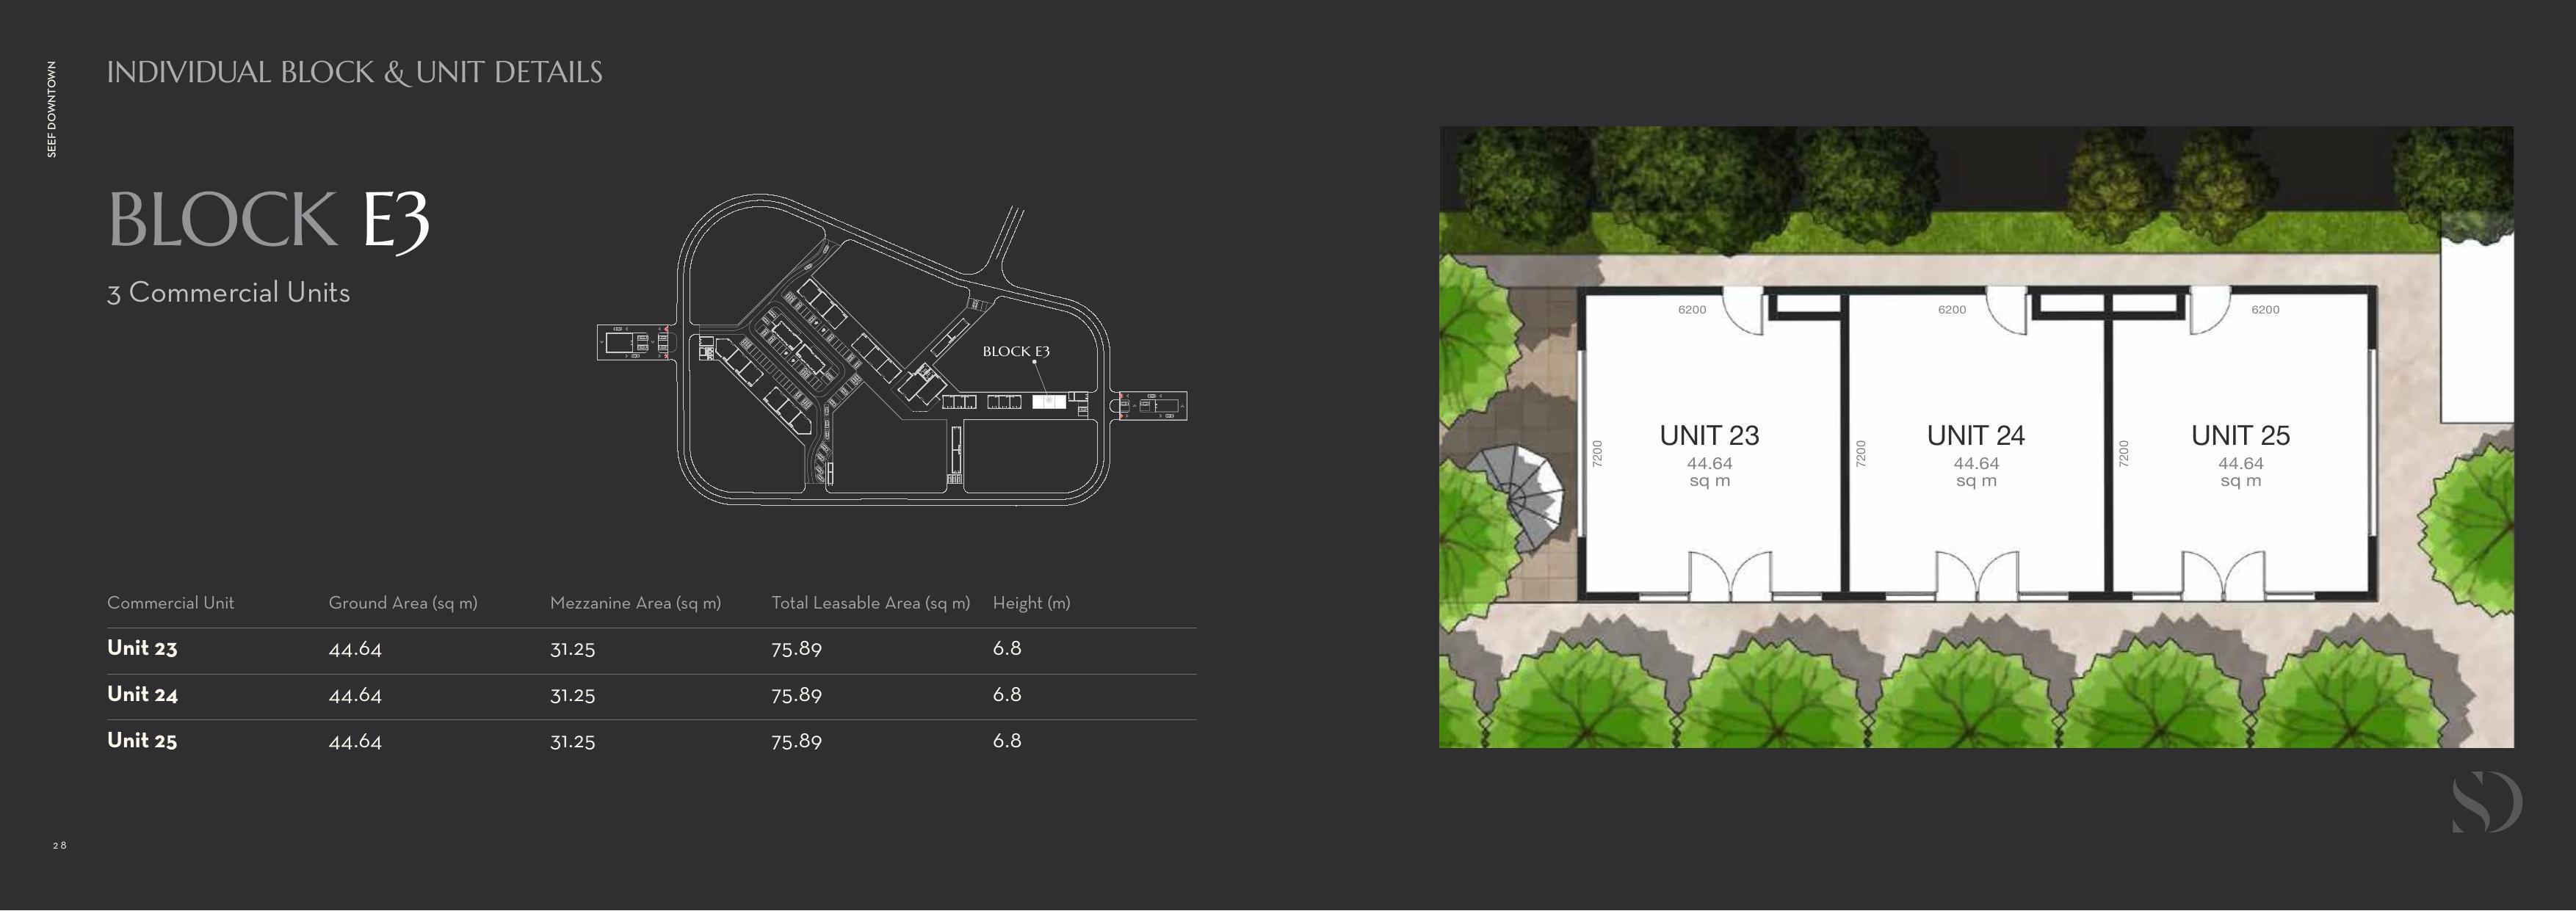 SEEF DOWNTOWN
INDIVIDUAL BLOCK & UNIT DETAILS
BLOCK E3
3 Commercial Units
BLOCK E3
Commercial Unit Ground Area (sq m) Mezzanine Area (sq m) Total Leasable Area (sq m) Height (m)
Unit 23 44.64 31.25 75.89 6.8
Unit 24 44.64 31.25 75.89 6.8
Unit 25 44.64 31.25 75.89 6.8
6200 6200 6200
UNIT 23
44.64
sq m
7200
UNIT 24
44.64
sq m
7200
UNIT 25
44.64
sq m
7200
SD
28